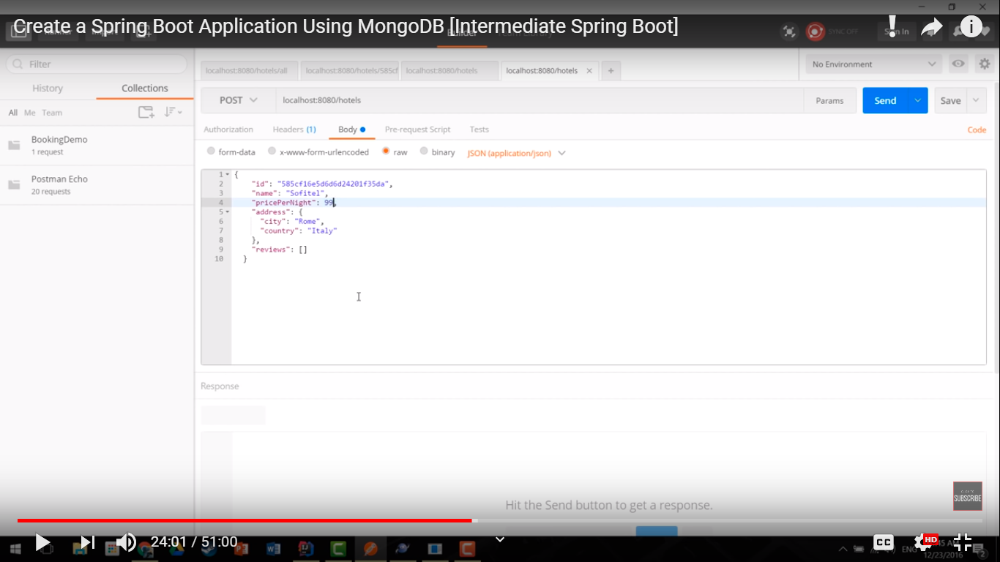 Create a Spring Boot Application Using MongoDB [Intermediate Spring Boot]
Builder
SYNC OFF
Sign In
Filter
History
Collections
All Me Team
BookingDemo
1 request
Postman Echo
20 requests
localhost:8080/hotels/all
localhost:8080/hotels/585cf
localhost:8080/hotels
localhost:8080/hotels
No Environment
POST
localhost:8080/hotels
Params
Send
Save
Authorization
Headers (1)
Body
Pre-request Script
Tests
Code
form-data
x-www-form-urlencoded
raw
binary
JSON (application/json)
1 {
2 "id": "585cf16e5d6d6d24201f35da",
3 "name": "Sofitel",
4 "pricePerNight": 99,
5 "address": {
6 "city": "Rome",
7 "country": "Italy"
8 },
9 "reviews": []
10 }
Response
Hit the Send button to get a response.
SUBSCRIBE
24:01 / 51:00
CC
HD
ENG
12/23/2016